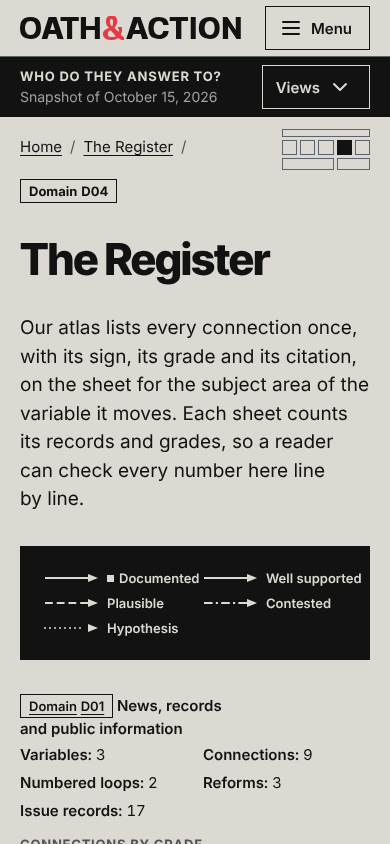 OATH&ACTION
Menu
WHO DO THEY ANSWER TO?
Snapshot of October 15, 2026
Views
Home / The Register /
Domain D04
The Register
Our atlas lists every connection once,
with its sign, its grade and its citation,
on the sheet for the subject area of the
variable it moves. Each sheet counts
its records and grades, so a reader
can check every number here line
by line.
Documented
Well supported
Plausible
Contested
Hypothesis
Domain D01 News, records
and public information
Variables: 3
Connections: 9
Numbered loops: 2
Reforms: 3
Issue records: 17
CONNECTIONS BY GRADE